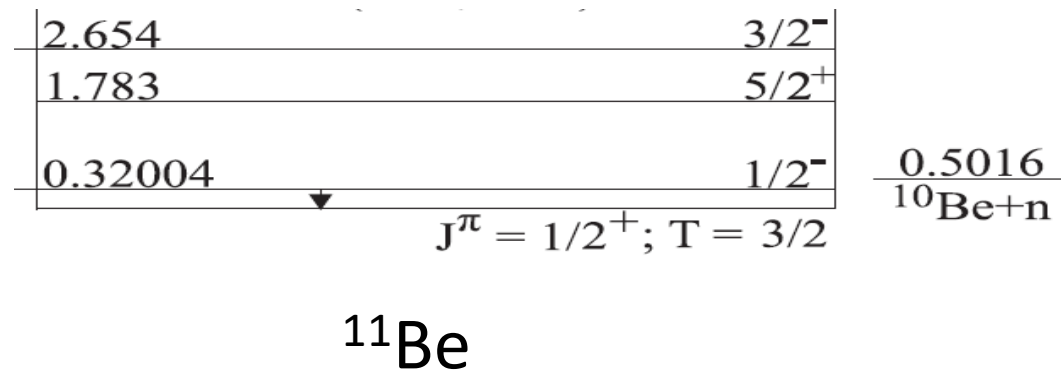 2.654 3/2⁻
1.783 5/2⁺
0.32004 1/2⁻
0.5016
¹⁰Be+n
Jπ = 1/2⁺; T = 3/2
¹¹Be